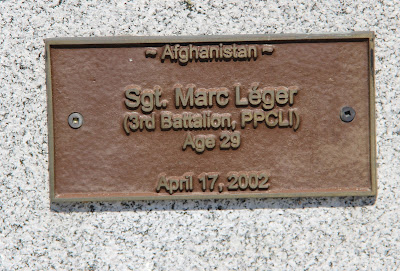 ~ Afghanistan ~
Sgt. Marc Léger
(3rd Battalion, PPCLI)
Age 29
April 17, 2002